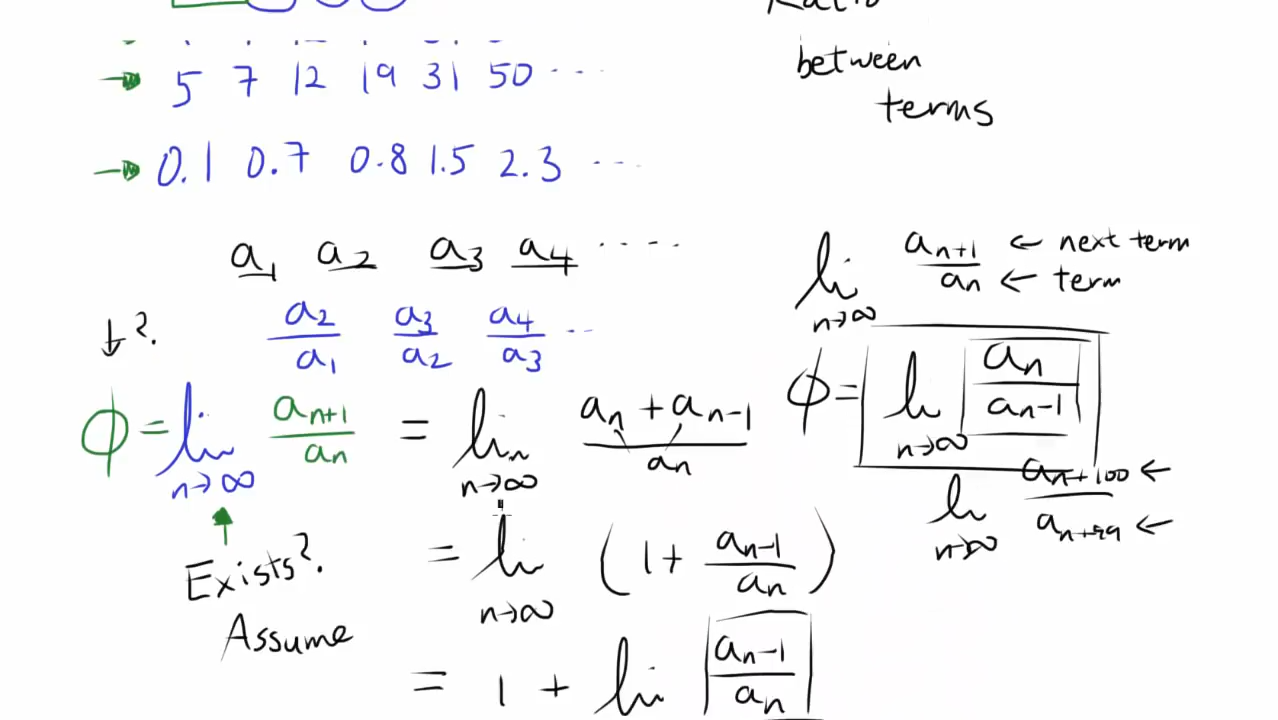 Ratio
between
terms
→ 5 7 12 19 31 50 ...
→ 0.1 0.7 0.8 1.5 2.3 ...
a₁ a₂ a₃ a₄ ....
lim n→∞ aₙ₊₁/aₙ ← next term ← term
↓?. a₂/a₁ a₃/a₂ a₄/a₃ ..
ϕ = lim n→∞ aₙ₊₁/aₙ = lim n→∞ (aₙ + aₙ₋₁)/aₙ
ϕ = lim n→∞ aₙ/aₙ₋₁
lim n→∞ aₙ₊₁₀₀/aₙ₊₉₉ ← ←
↑
Exists?.
Assume
= lim n→∞ (1 + aₙ₋₁/aₙ)
= 1 + lim aₙ₋₁/aₙ